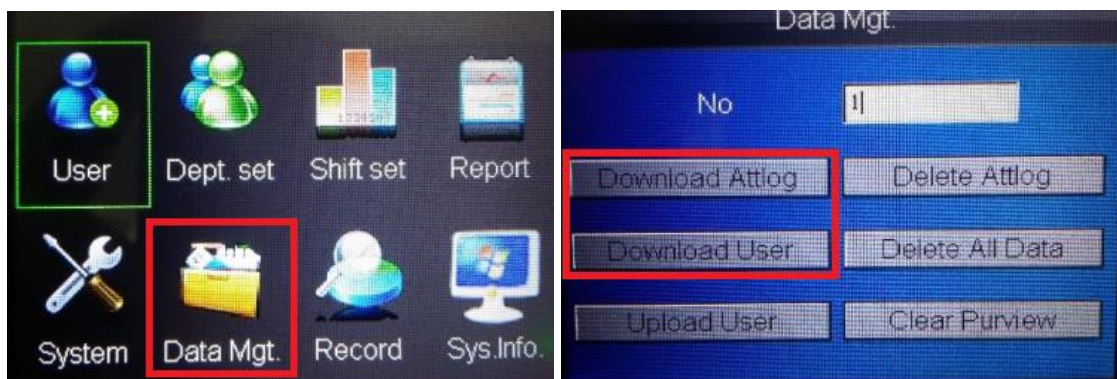 User Dept. set Shift set Report
System Data Mgt. Record Sys.Info.
Data Mgt.
No 1
Download Attlog Delete Attlog
Download User Delete All Data
Upload User Clear Purview